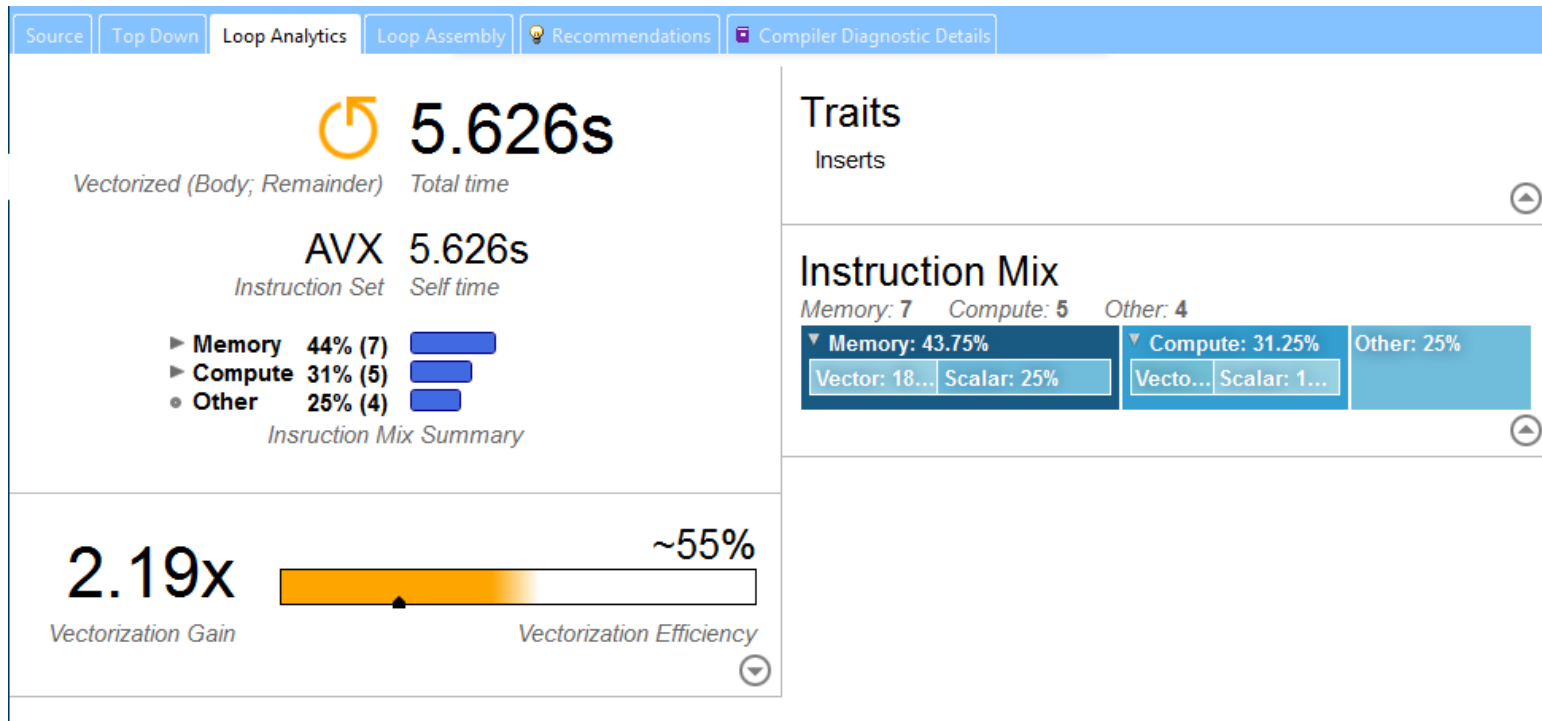 Source Top Down Loop Analytics Loop Assembly Recommendations Compiler Diagnostic Details
5.626s
Vectorized (Body; Remainder) Total time
AVX 5.626s
Instruction Set Self time
Memory 44% (7)
Compute 31% (5)
Other 25% (4)
Insruction Mix Summary
2.19x ~55%
Vectorization Gain Vectorization Efficiency
Traits
Inserts
Instruction Mix
Memory: 7 Compute: 5 Other: 4
Memory: 43.75% Compute: 31.25% Other: 25%
Vector: 18... Scalar: 25% Vecto... Scalar: 1...